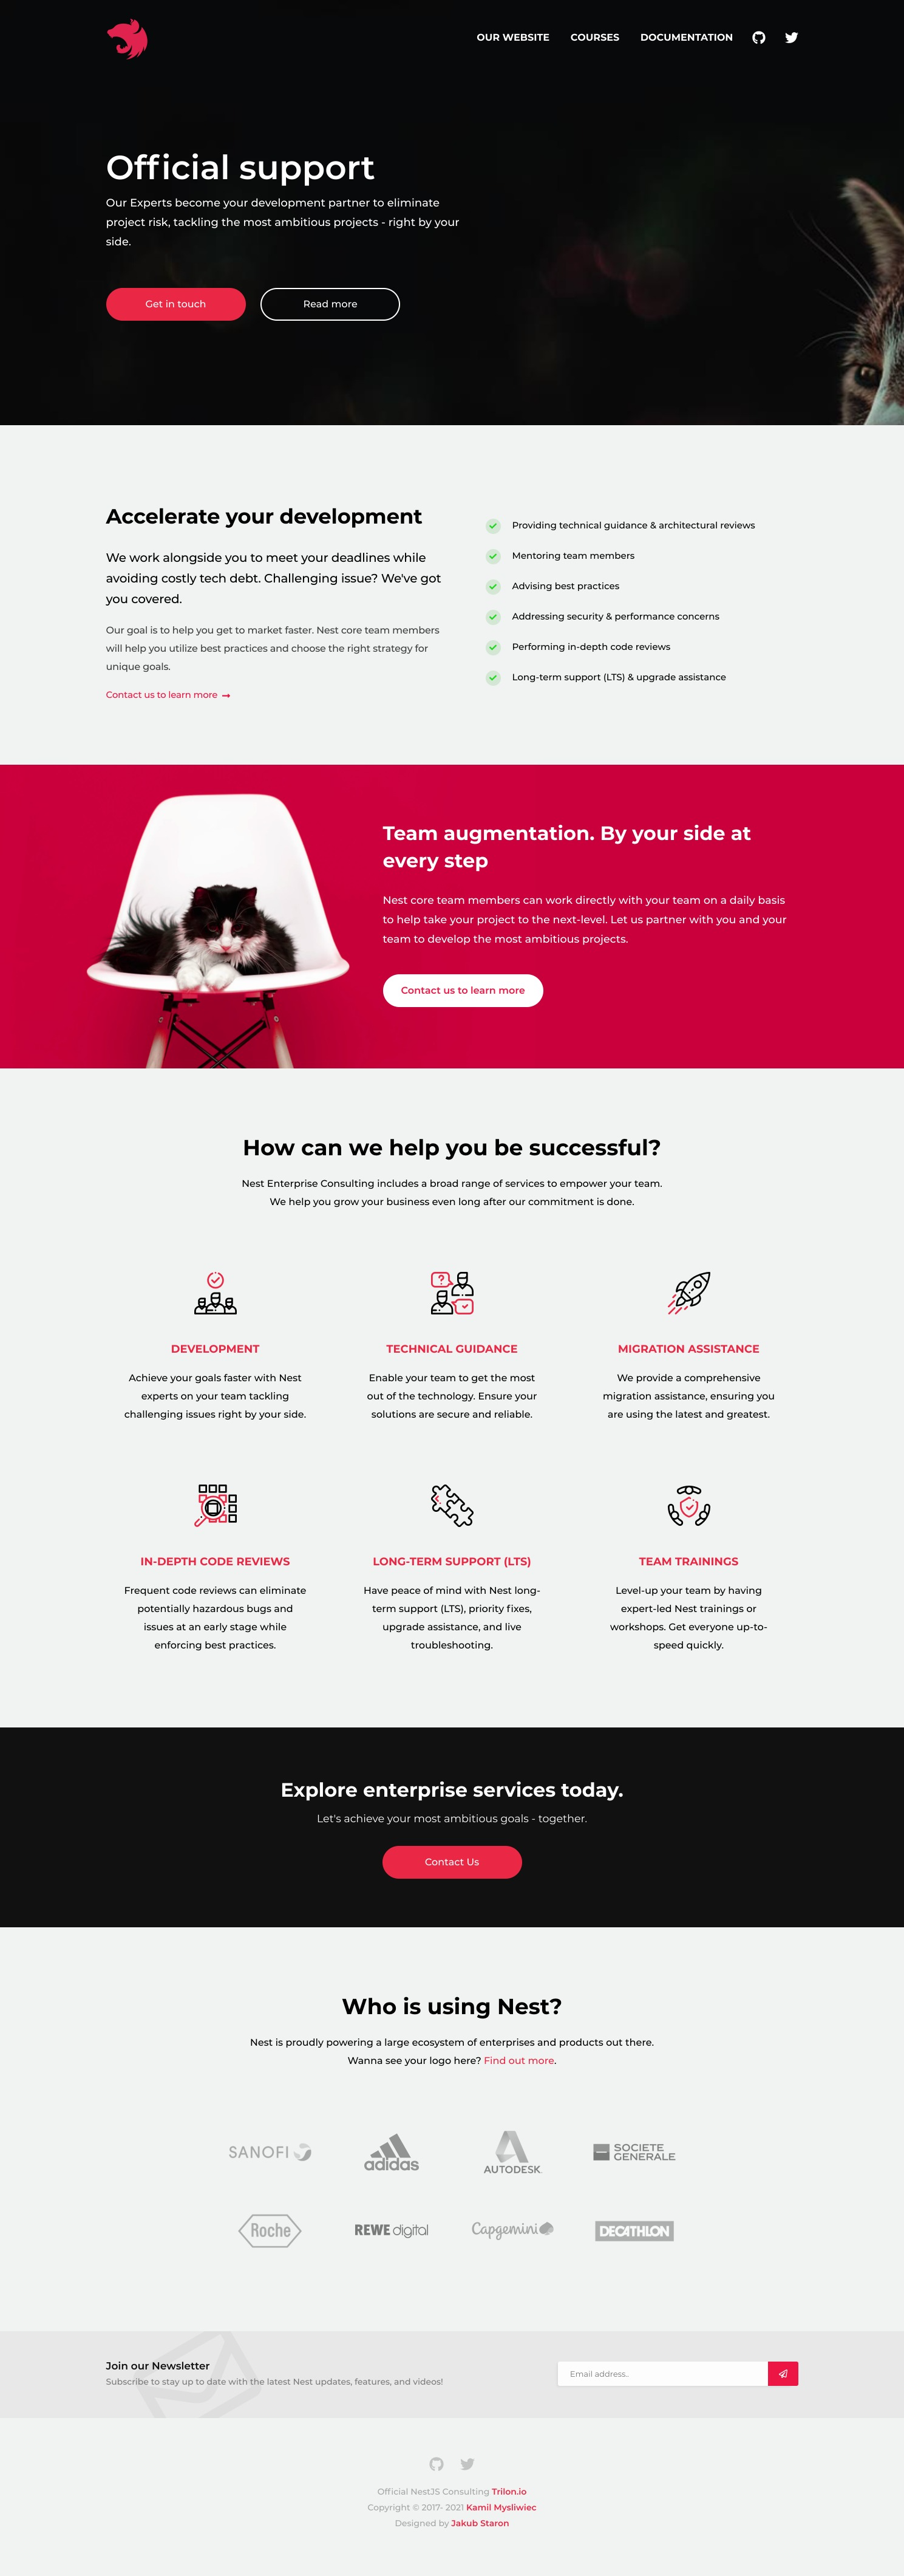 OUR WEBSITE COURSES DOCUMENTATION
Official support
Our Experts become your development partner to eliminate
project risk, tackling the most ambitious projects - right by your
side.
Get in touch
Read more
Accelerate your development
We work alongside you to meet your deadlines while
avoiding costly tech debt. Challenging issue? We've got
you covered.
Our goal is to help you get to market faster. Nest core team members
will help you utilize best practices and choose the right strategy for
unique goals.
Contact us to learn more
Providing technical guidance & architectural reviews
Mentoring team members
Advising best practices
Addressing security & performance concerns
Performing in-depth code reviews
Long-term support (LTS) & upgrade assistance
Team augmentation. By your side at
every step
Nest core team members can work directly with your team on a daily basis
to help take your project to the next-level. Let us partner with you and your
team to develop the most ambitious projects.
Contact us to learn more
How can we help you be successful?
Nest Enterprise Consulting includes a broad range of services to empower your team.
We help you grow your business even long after our commitment is done.
DEVELOPMENT
Achieve your goals faster with Nest
experts on your team tackling
challenging issues right by your side.
TECHNICAL GUIDANCE
Enable your team to get the most
out of the technology. Ensure your
solutions are secure and reliable.
MIGRATION ASSISTANCE
We provide a comprehensive
migration assistance, ensuring you
are using the latest and greatest.
IN-DEPTH CODE REVIEWS
Frequent code reviews can eliminate
potentially hazardous bugs and
issues at an early stage while
enforcing best practices.
LONG-TERM SUPPORT (LTS)
Have peace of mind with Nest long-
term support (LTS), priority fixes,
upgrade assistance, and live
troubleshooting.
TEAM TRAININGS
Level-up your team by having
expert-led Nest trainings or
workshops. Get everyone up-to-
speed quickly.
Explore enterprise services today.
Let's achieve your most ambitious goals - together.
Contact Us
Who is using Nest?
Nest is proudly powering a large ecosystem of enterprises and products out there.
Wanna see your logo here? Find out more.
SANOFI
adidas
AUTODESK
SOCIETE
GENERALE
Roche
REWE digital
Capgemini
DECATHLON
Join our Newsletter
Subscribe to stay up to date with the latest Nest updates, features, and videos!
Email address..
Official NestJS Consulting Trilon.io
Copyright © 2017- 2021 Kamil Mysliwiec
Designed by Jakub Staron